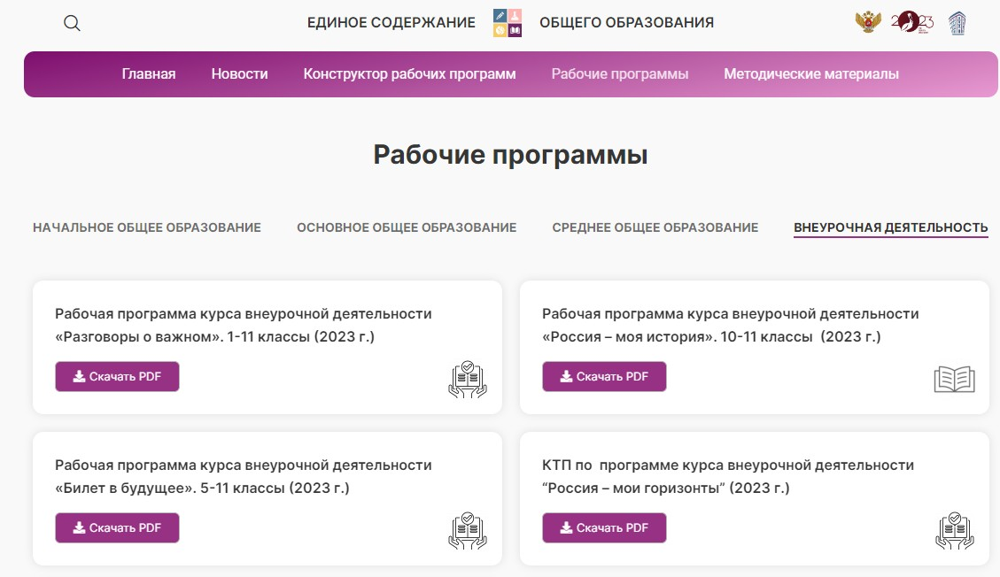 ЕДИНОЕ СОДЕРЖАНИЕ ОБЩЕГО ОБРАЗОВАНИЯ
Главная Новости Конструктор рабочих программ Рабочие программы Методические материалы
Рабочие программы
НАЧАЛЬНОЕ ОБЩЕЕ ОБРАЗОВАНИЕ ОСНОВНОЕ ОБЩЕЕ ОБРАЗОВАНИЕ СРЕДНЕЕ ОБЩЕЕ ОБРАЗОВАНИЕ ВНЕУРОЧНАЯ ДЕЯТЕЛЬНОСТЬ
Рабочая программа курса внеурочной деятельности
«Разговоры о важном». 1-11 классы (2023 г.)
Скачать PDF
Рабочая программа курса внеурочной деятельности
«Россия – моя история». 10-11 классы (2023 г.)
Скачать PDF
Рабочая программа курса внеурочной деятельности
«Билет в будущее». 5-11 классы (2023 г.)
Скачать PDF
КТП по программе курса внеурочной деятельности
“Россия – мои горизонты” (2023 г.)
Скачать PDF